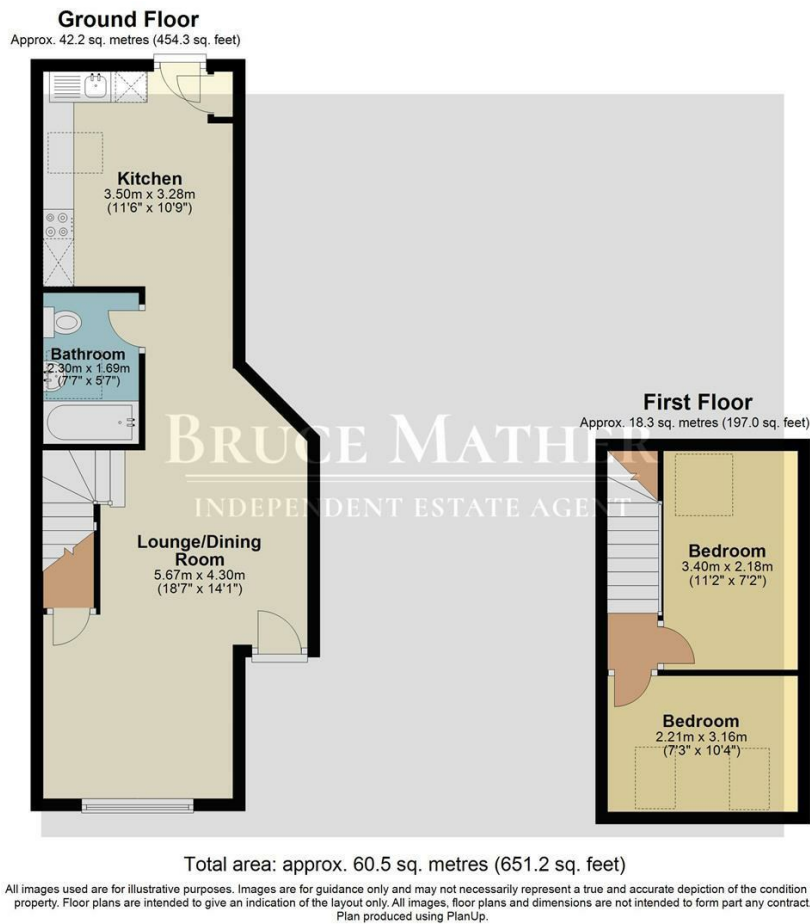 Ground Floor
Approx. 42.2 sq. metres (454.3 sq. feet)
Kitchen
3.50m x 3.28m
(11'6" x 10'9")
Bathroom
2.30m x 1.69m
(7'7" x 5'7")
BRUCE MATHER
INDEPENDENT ESTATE AGENT
Lounge/Dining
Room
5.67m x 4.30m
(18'7" x 14'1")
First Floor
Approx. 18.3 sq. metres (197.0 sq. feet)
Bedroom
3.40m x 2.18m
(11'2" x 7'2")
Bedroom
2.21m x 3.16m
(7'3" x 10'4")
Total area: approx. 60.5 sq. metres (651.2 sq. feet)
All images used are for illustrative purposes. Images are for guidance only and may not necessarily represent a true and accurate depiction of the condition
property. Floor plans are intended to give an indication of the layout only. All images, floor plans and dimensions are not intended to form part any contract
Plan produced using PlanUp.